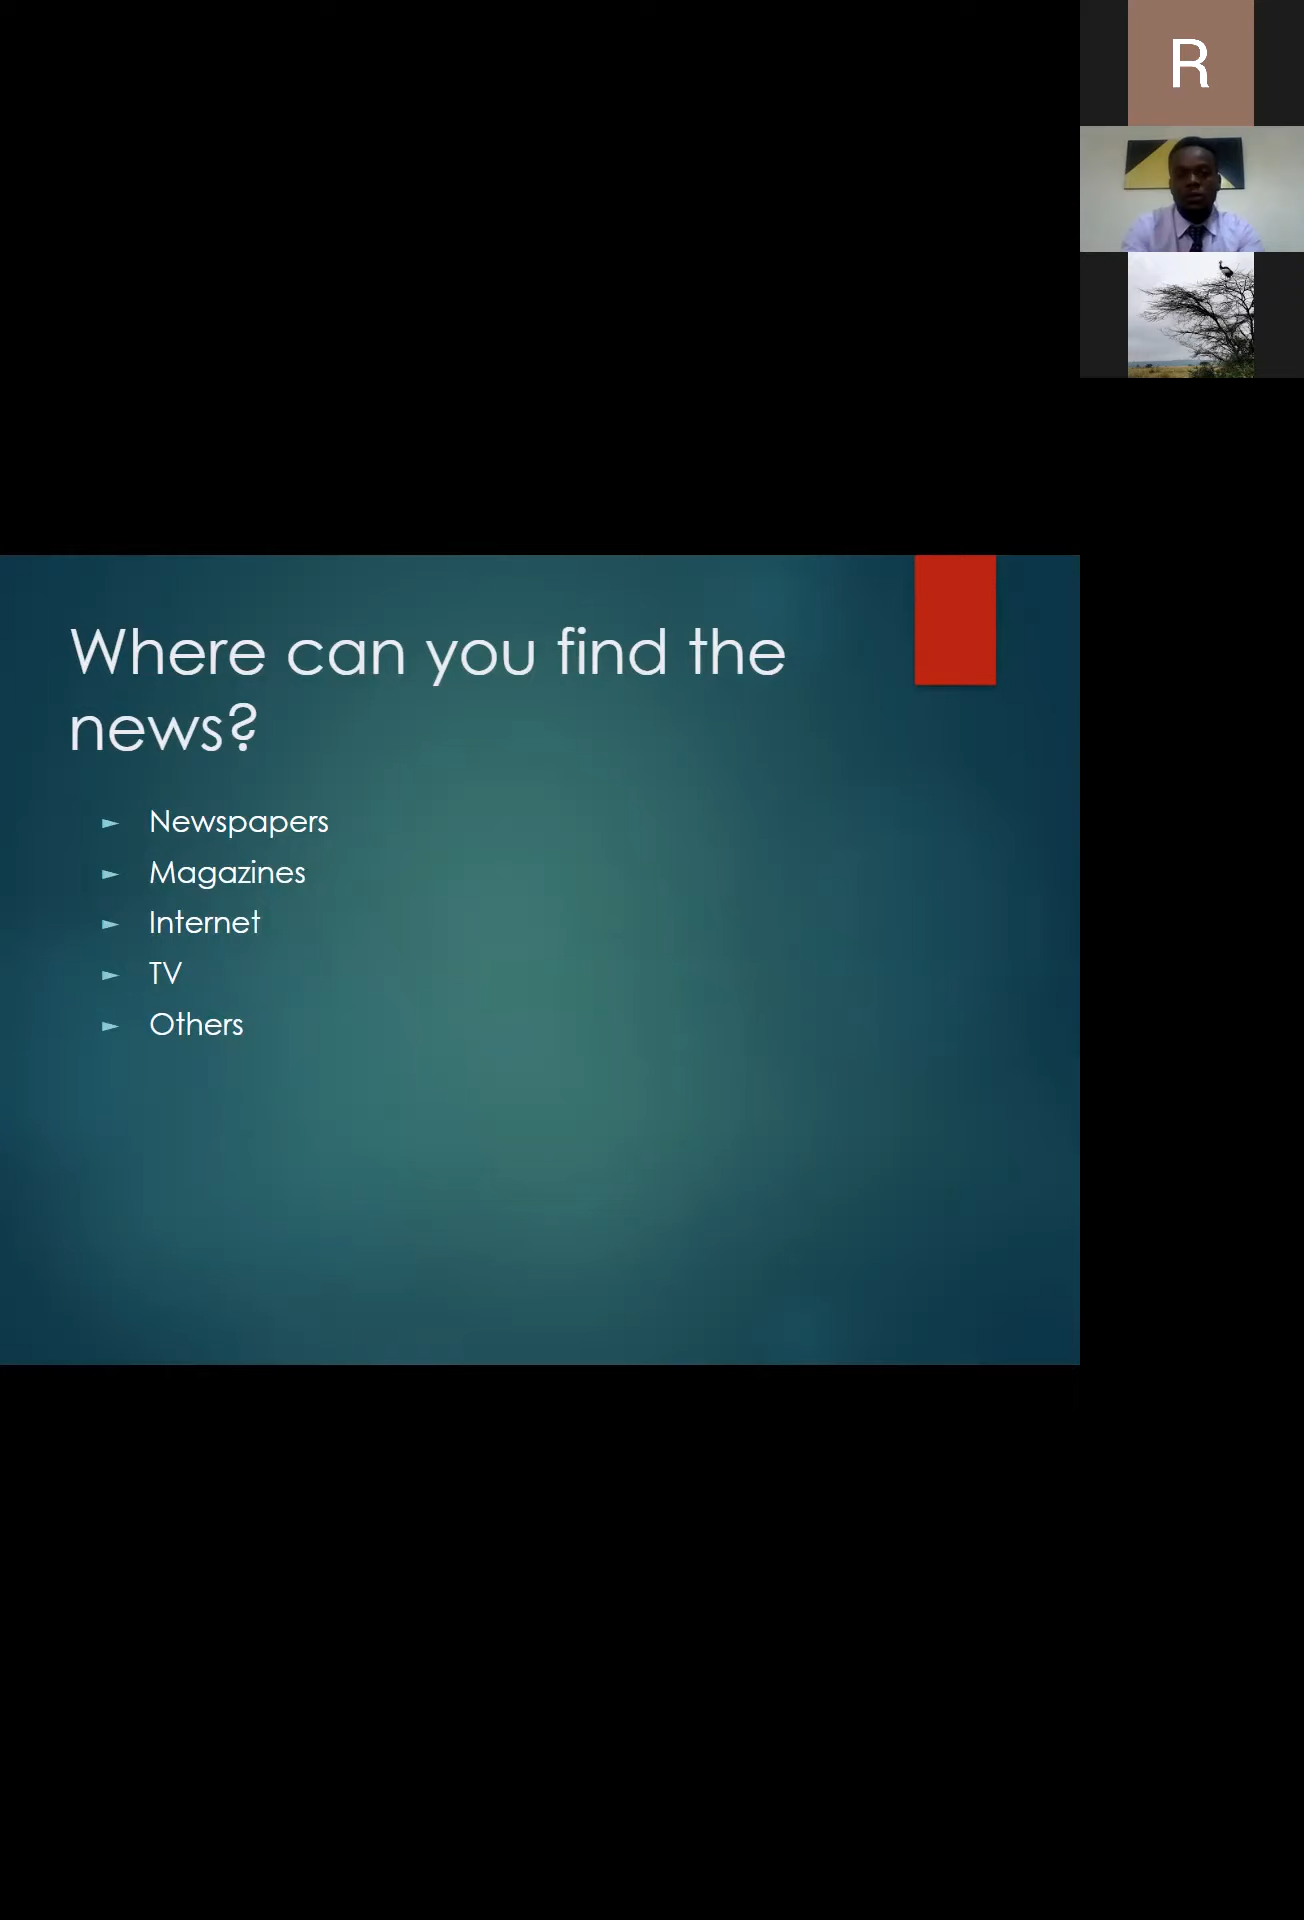 R
Where can you find the
news?
► Newspapers
► Magazines
► Internet
► TV
► Others